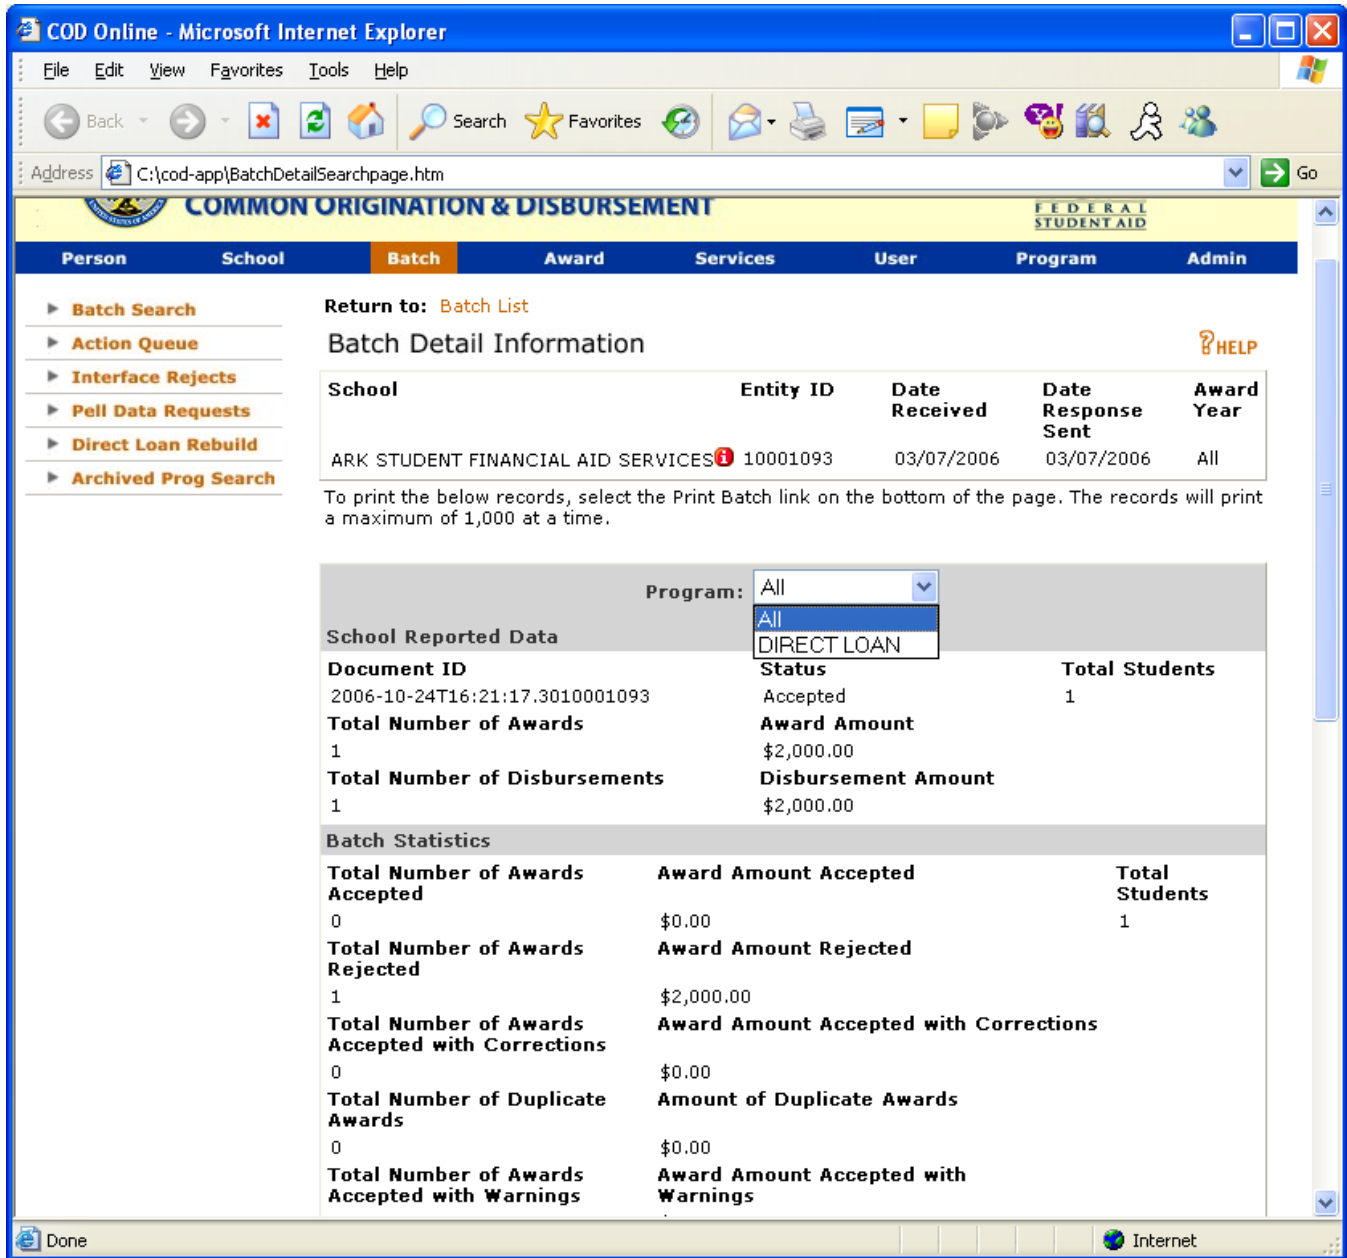 COD Online - Microsoft Internet Explorer
File Edit View Favorites Tools Help
Back Search Favorites
Address C:\cod-app\BatchDetailSearchpage.htm Go
COMMON ORIGINATION & DISBURSEMENT
FEDERAL
STUDENT AID
Person School Batch Award Services User Program Admin
Batch Search
Action Queue
Interface Rejects
Pell Data Requests
Direct Loan Rebuild
Archived Prog Search
Return to: Batch List
Batch Detail Information
HELP
School Entity ID Date Received Date Response Sent Award Year
ARK STUDENT FINANCIAL AID SERVICES 10001093 03/07/2006 03/07/2006 All
To print the below records, select the Print Batch link on the bottom of the page. The records will print
a maximum of 1,000 at a time.
Program: All
All
DIRECT LOAN
School Reported Data
Document ID Status Total Students
2006-10-24T16:21:17.3010001093 Accepted 1
Total Number of Awards Award Amount
1 $2,000.00
Total Number of Disbursements Disbursement Amount
1 $2,000.00
Batch Statistics
Total Number of Awards Accepted Award Amount Accepted Total Students
0 $0.00 1
Total Number of Awards Rejected Award Amount Rejected
1 $2,000.00
Total Number of Awards Accepted with Corrections Award Amount Accepted with Corrections
0 $0.00
Total Number of Duplicate Awards Amount of Duplicate Awards
0 $0.00
Total Number of Awards Accepted with Warnings Award Amount Accepted with Warnings
Done Internet